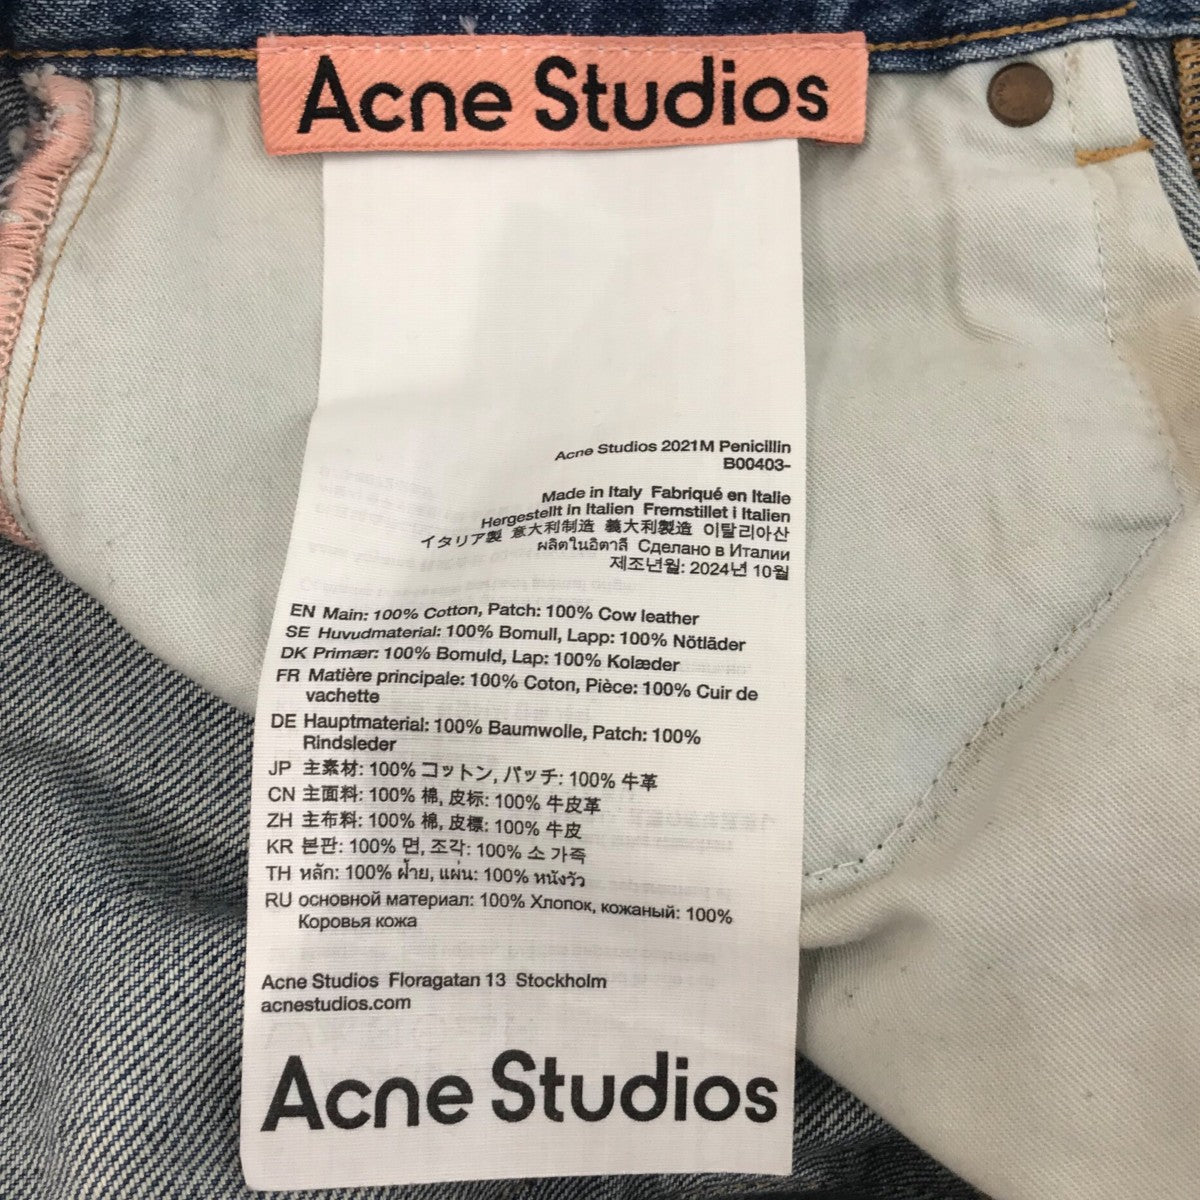 Acne Studios
Acne Studios 2021M Penicillin
B00403-
Made in Italy Fabriqué en Italie
Hergestellt in Italien Fremstillet i Italien
イタリア製 意大利制造 義大利製造 이탈리아산
ผลิตในอิตาลี Сделано в Италии
제조년월: 2024년 10월
EN Main: 100% Cotton, Patch: 100% Cow leather
SE Huvudmaterial: 100% Bomull, Lapp: 100% Nötläder
DK Primær: 100% Bomuld, Lap: 100% Kolæder
FR Matière principale: 100% Coton, Pièce: 100% Cuir de
vachette
DE Hauptmaterial: 100% Baumwolle, Patch: 100%
Rindsleder
JP 主素材: 100% コットン, パッチ: 100% 牛革
CN 主面料: 100% 棉, 皮标: 100% 牛皮革
ZH 主布料: 100% 棉, 皮標: 100% 牛皮
KR 본판: 100% 면, 조각: 100% 소 가죽
TH หลัก: 100% ฝ้าย, แผ่น: 100% หนังวัว
RU основной материал: 100% Хлопок, кожаный: 100%
Коровья кожа
Acne Studios Floragatan 13 Stockholm
acnestudios.com
Acne Studios